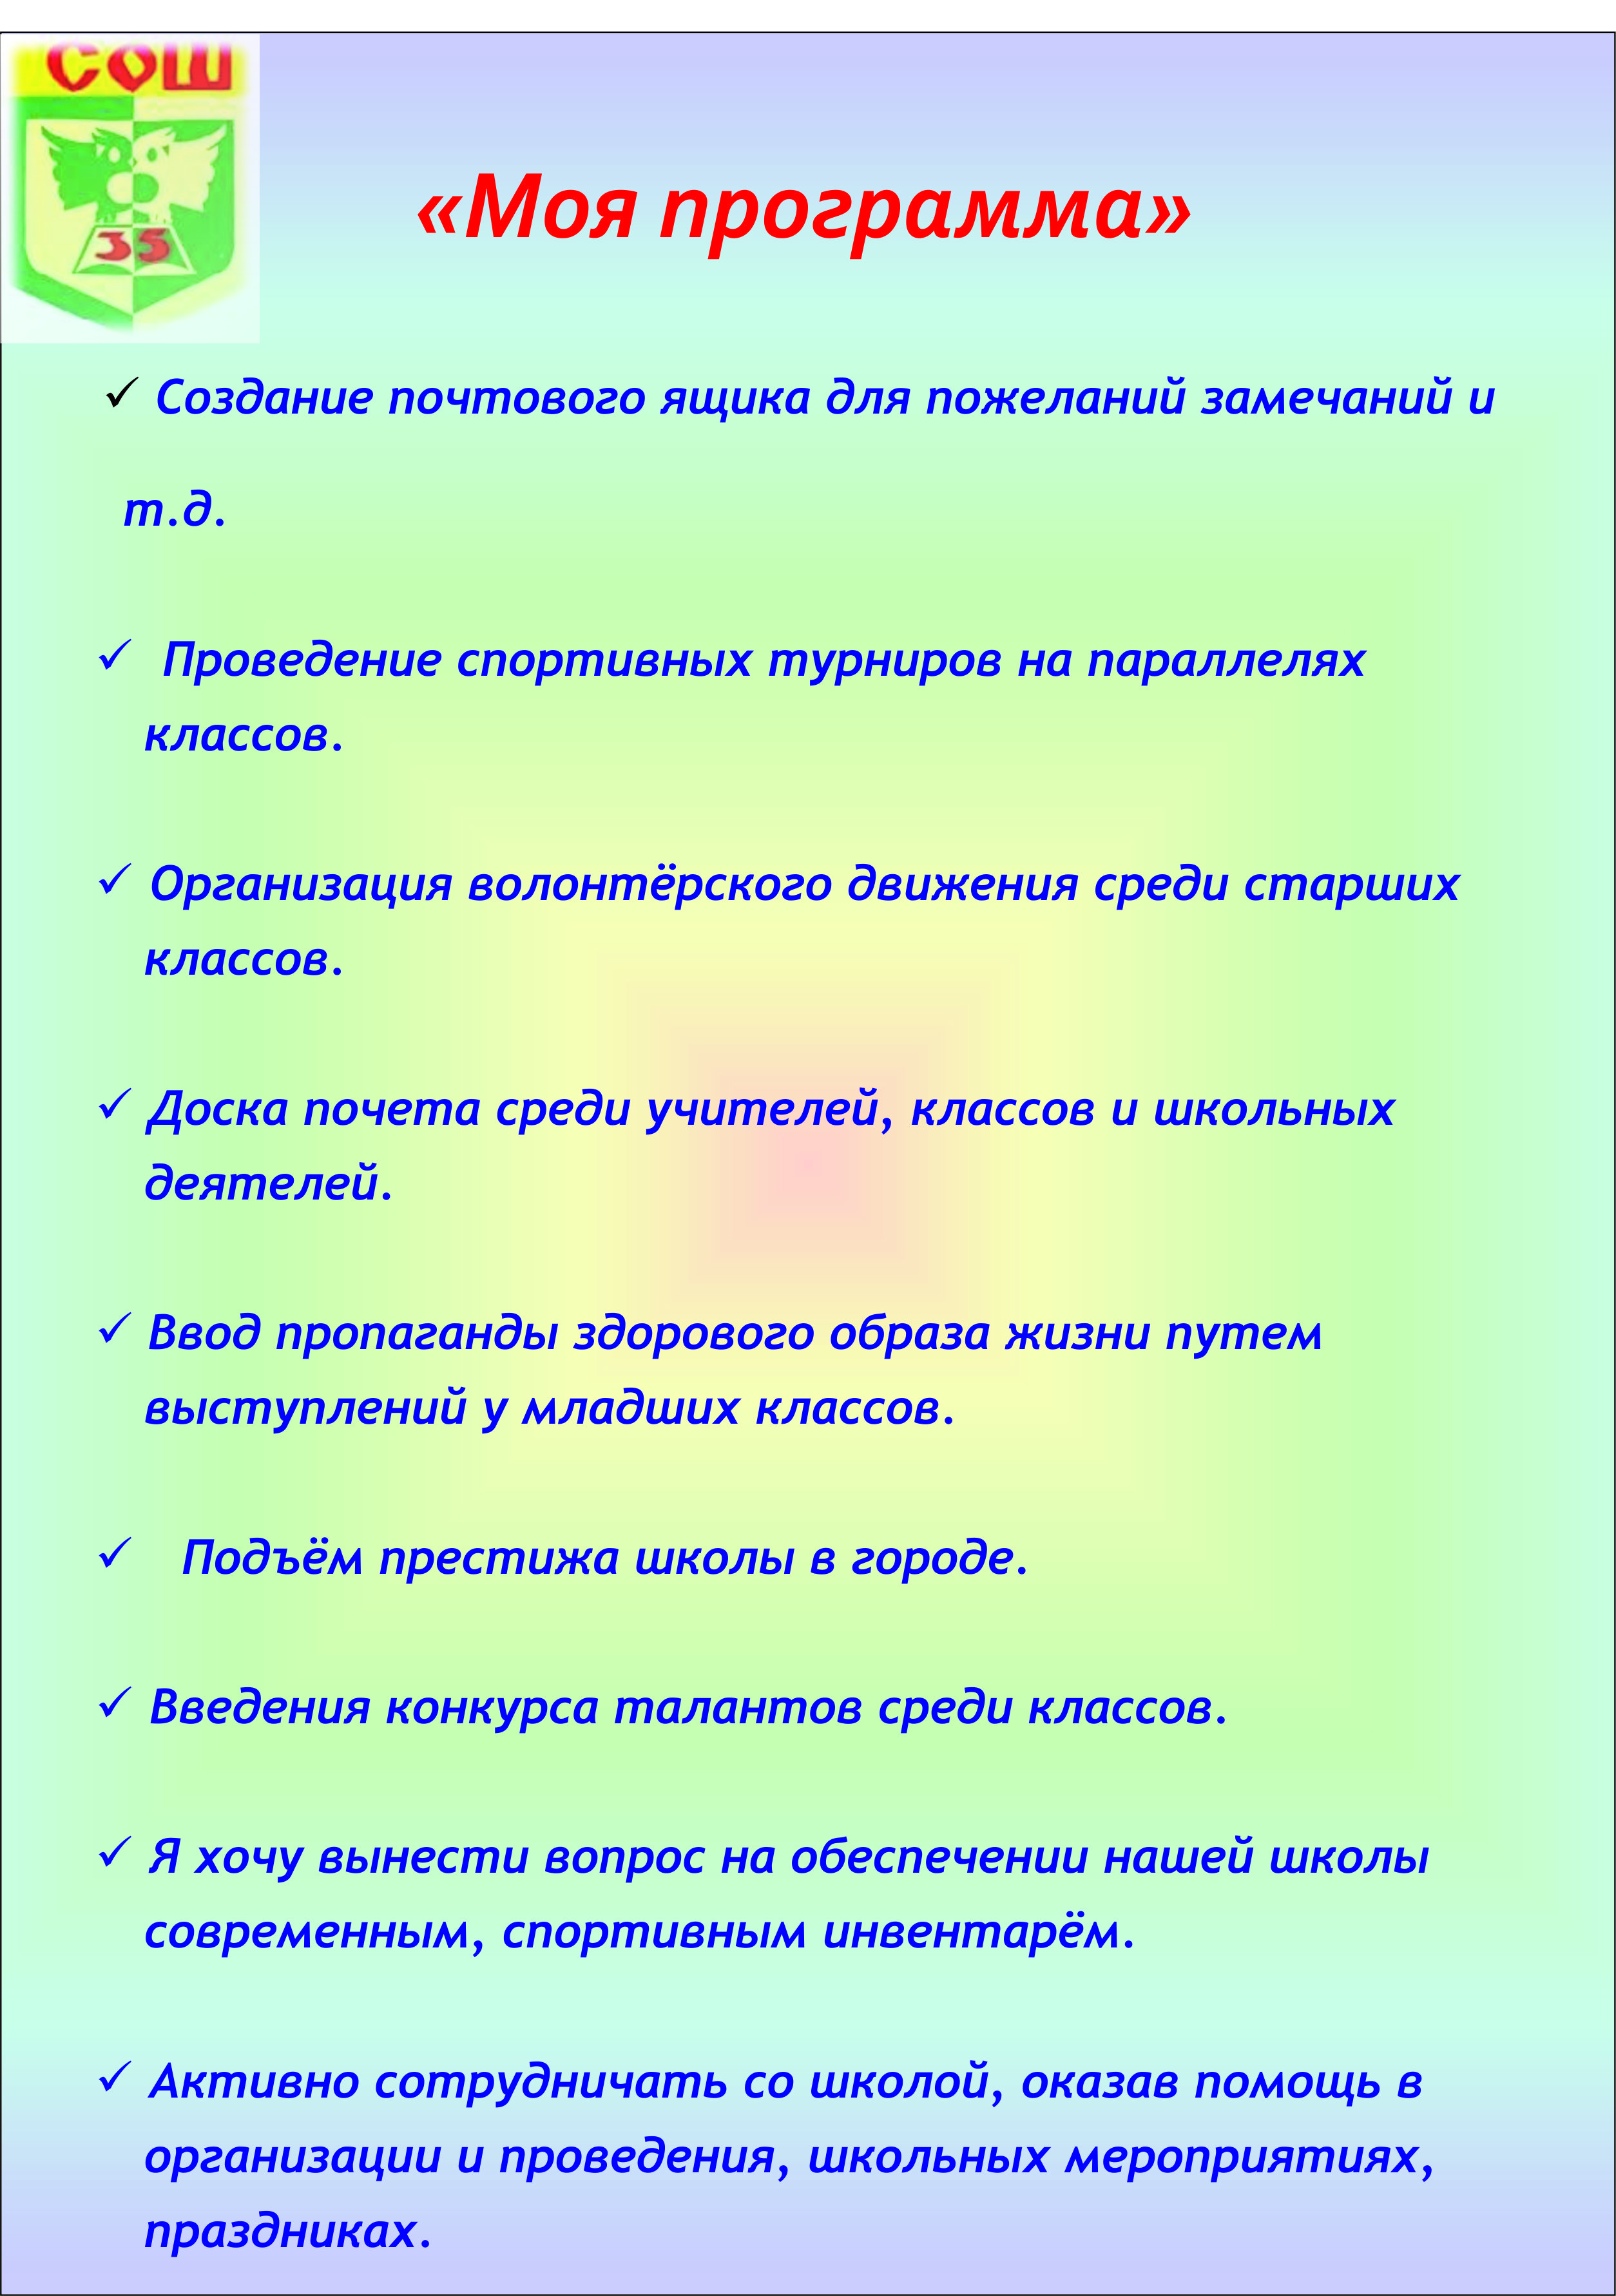 СОШ
35
«Моя программа»
✓ Создание почтового ящика для пожеланий замечаний и
т.д.
✓ Проведение спортивных турниров на параллелях
классов.
✓ Организация волонтёрского движения среди старших
классов.
✓ Доска почета среди учителей, классов и школьных
деятелей.
✓ Ввод пропаганды здорового образа жизни путем
выступлений у младших классов.
✓ Подъём престижа школы в городе.
✓ Введения конкурса талантов среди классов.
✓ Я хочу вынести вопрос на обеспечении нашей школы
современным, спортивным инвентарём.
✓ Активно сотрудничать со школой, оказав помощь в
организации и проведения, школьных мероприятиях,
праздниках.